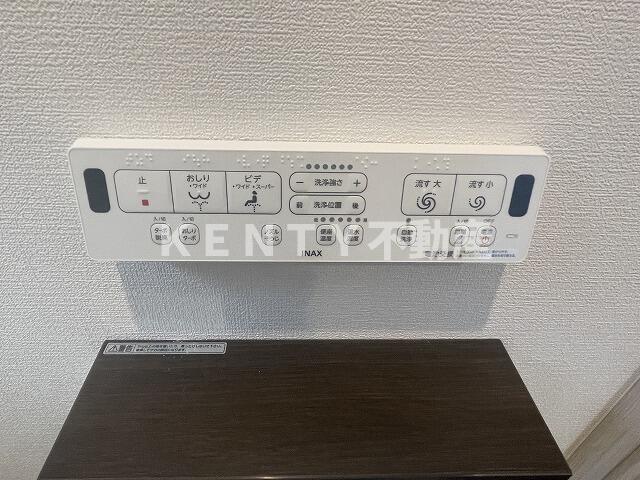 止
おしり
・ワイド
ビデ
・ワイド・スーパー
－ 洗浄強さ ＋
前 洗浄位置 後
流す 大
流す 小
入/切
入/切
ターボ
脱臭
おしり
ターボ
ノズル
そうじ
便座
温度
温水
温度
自動
洗浄
INAX
KENTY不動産
⚠警告